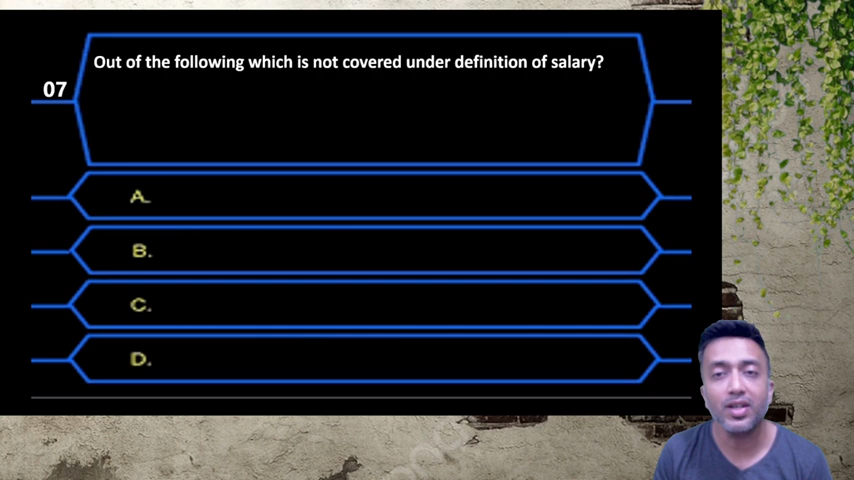 Out of the following which is not covered under definition of salary?
07
A.
B.
C.
D.